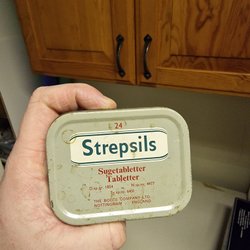 24
Strepsils
Sugetabletter
Tabletter
THE BOOTS COMPANY LTD
NOTTINGHAM ENGLAND